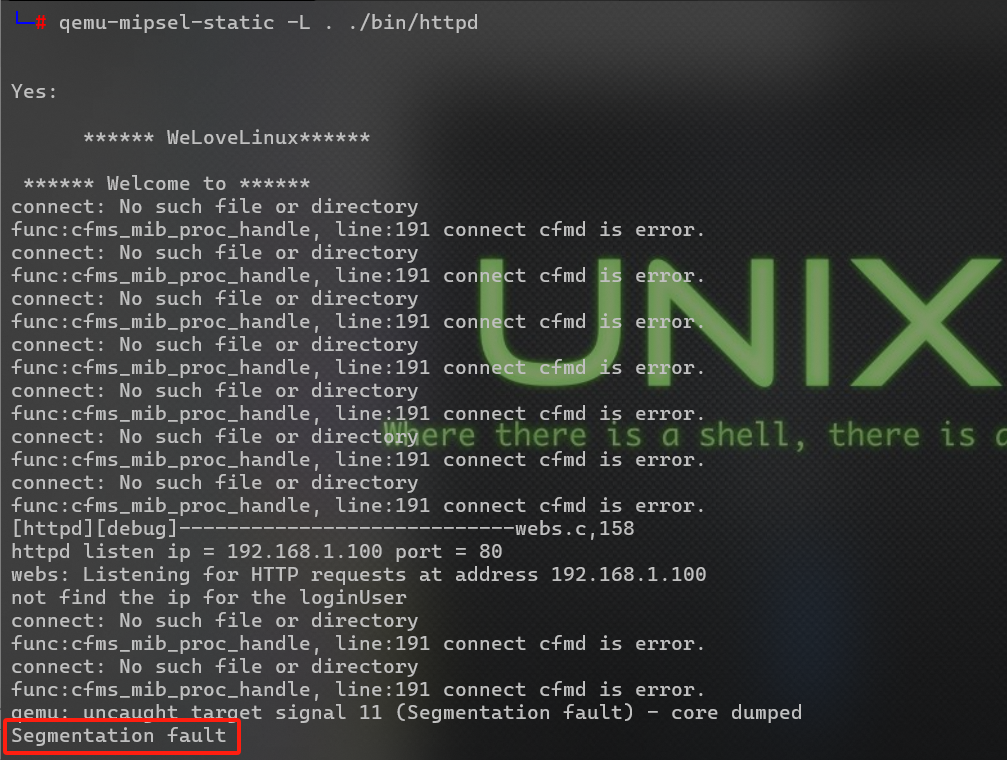 └─# qemu-mipsel-static -L . ./bin/httpd
Yes:
****** WeLoveLinux******
****** Welcome to ******
connect: No such file or directory
func:cfms_mib_proc_handle, line:191 connect cfmd is error.
connect: No such file or directory
func:cfms_mib_proc_handle, line:191 connect cfmd is error.
connect: No such file or directory
func:cfms_mib_proc_handle, line:191 connect cfmd is error.
connect: No such file or directory
func:cfms_mib_proc_handle, line:191 connect cfmd is error.
connect: No such file or directory
func:cfms_mib_proc_handle, line:191 connect cfmd is error.
connect: No such file or directory
func:cfms_mib_proc_handle, line:191 connect cfmd is error.
connect: No such file or directory
func:cfms_mib_proc_handle, line:191 connect cfmd is error.
[httpd][debug]----------------------------webs.c,158
httpd listen ip = 192.168.1.100 port = 80
webs: Listening for HTTP requests at address 192.168.1.100
not find the ip for the loginUser
connect: No such file or directory
func:cfms_mib_proc_handle, line:191 connect cfmd is error.
connect: No such file or directory
func:cfms_mib_proc_handle, line:191 connect cfmd is error.
qemu: uncaught target signal 11 (Segmentation fault) - core dumped
Segmentation fault
UNIX
Where there is a shell, there is a